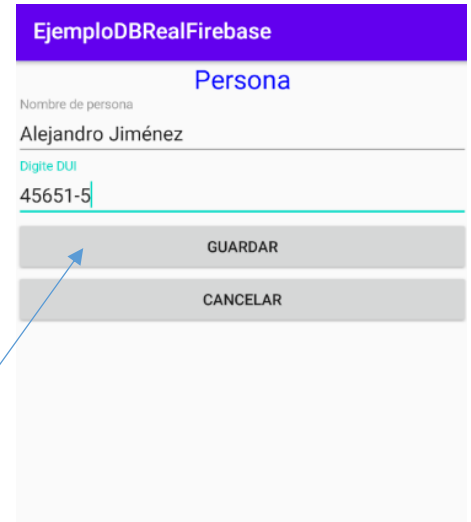 EjemploDBRealFirebase
Persona
Nombre de persona
Alejandro Jiménez
Digite DUI
45651-5
GUARDAR
CANCELAR